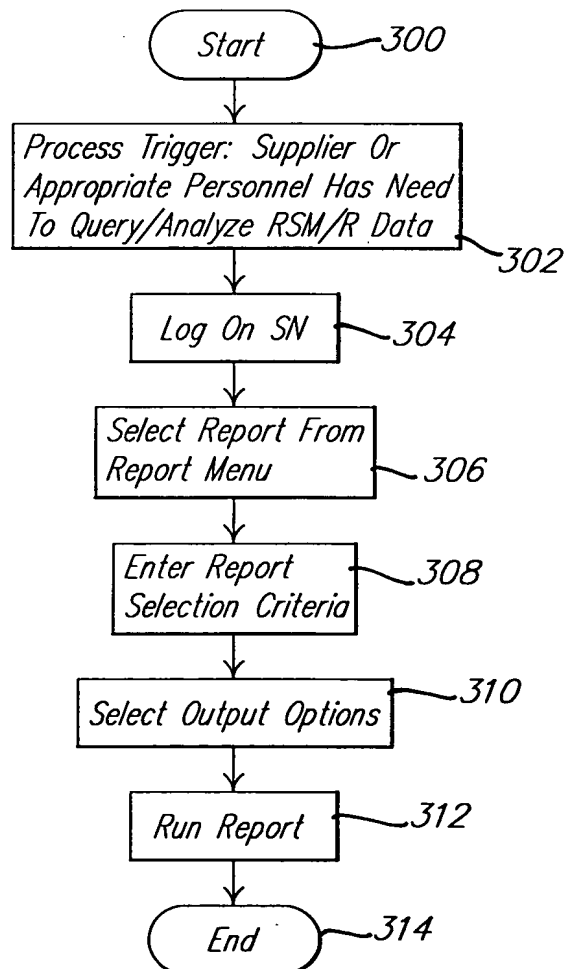 Start
300
Process Trigger: Supplier Or
Appropriate Personnel Has Need
To Query/Analyze RSM/R Data
302
Log On SN
304
Select Report From
Report Menu
306
Enter Report
Selection Criteria
308
Select Output Options
310
Run Report
312
End
314